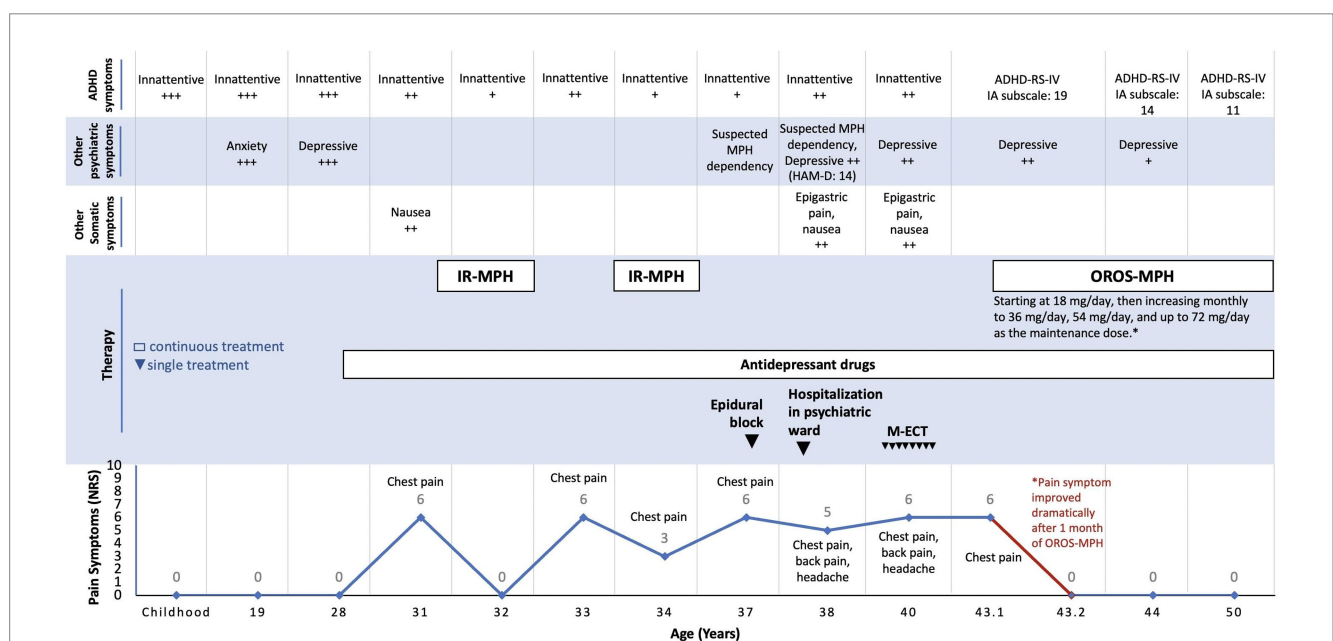 ADHD
symptoms
Innattentive
+++
Innattentive
+++
Innattentive
+++
Innattentive
++
Innattentive
+
Innattentive
++
Innattentive
+
Innattentive
+
Innattentive
++
Innattentive
++
ADHD-RS-IV
IA subscale: 19
ADHD-RS-IV
IA subscale:
14
ADHD-RS-IV
IA subscale:
11
Other
psychiatric
symptoms
Anxiety
+++
Depressive
+++
Suspected
MPH
dependency
Suspected MPH
dependency,
Depressive ++
(HAM-D: 14)
Depressive
++
Depressive
++
Depressive
+
Other
Somatic
symptoms
Nausea
++
Epigastric
pain,
nausea
++
Epigastric
pain,
nausea
++
Therapy
continuous treatment
single treatment
IR-MPH
IR-MPH
OROS-MPH
Starting at 18 mg/day, then increasing monthly
to 36 mg/day, 54 mg/day, and up to 72 mg/day
as the maintenance dose.*
Antidepressant drugs
Epidural
block
Hospitalization
in psychiatric
ward
M-ECT
Pain Symptoms (NRS)
10
9
8
7
6
5
4
3
2
1
0
0
0
0
Chest pain
6
0
Chest pain
6
Chest pain
3
Chest pain
6
5
Chest pain,
back pain,
headache
6
Chest pain,
back pain,
headache
6
Chest pain
*Pain symptom
improved
dramatically
after 1 month
of OROS-MPH
0
0
0
Childhood 19 28 31 32 33 34 37 38 40 43.1 43.2 44 50
Age (Years)